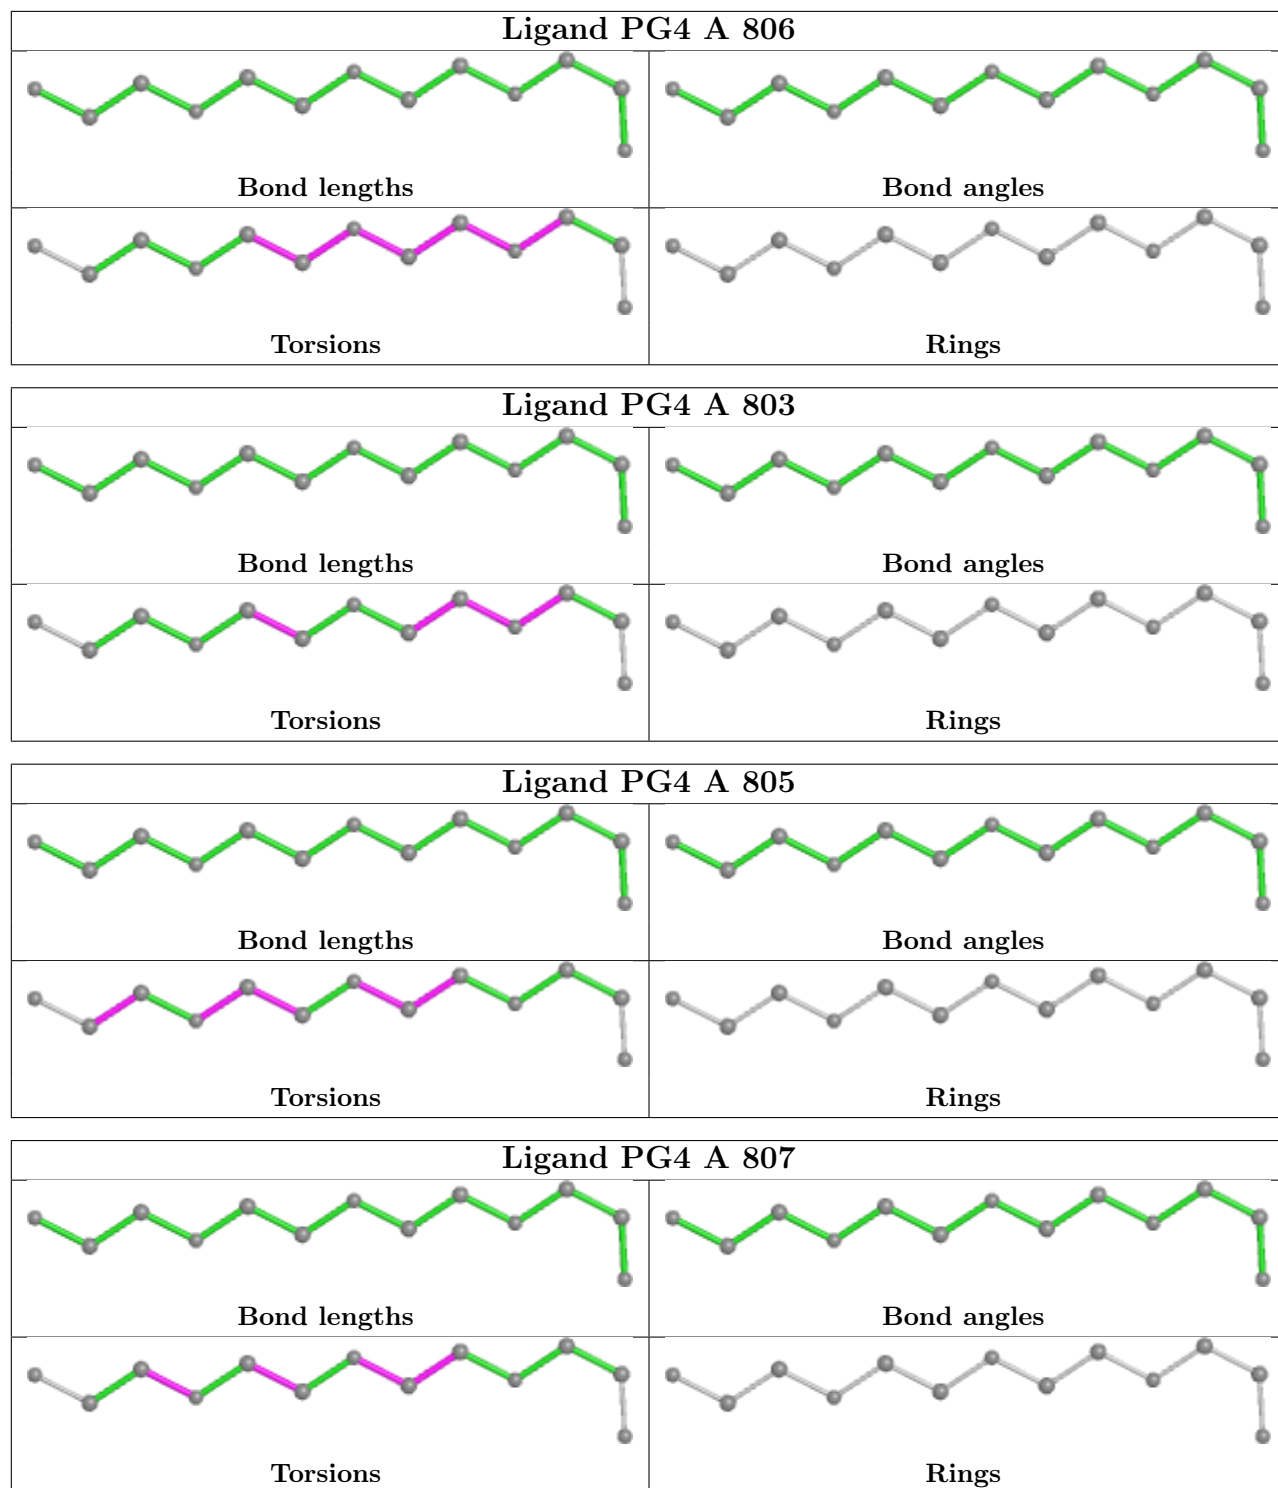 Ligand PG4 A 806
Bond lengths
Bond angles
Torsions
Rings
Ligand PG4 A 803
Bond lengths
Bond angles
Torsions
Rings
Ligand PG4 A 805
Bond lengths
Bond angles
Torsions
Rings
Ligand PG4 A 807
Bond lengths
Bond angles
Torsions
Rings